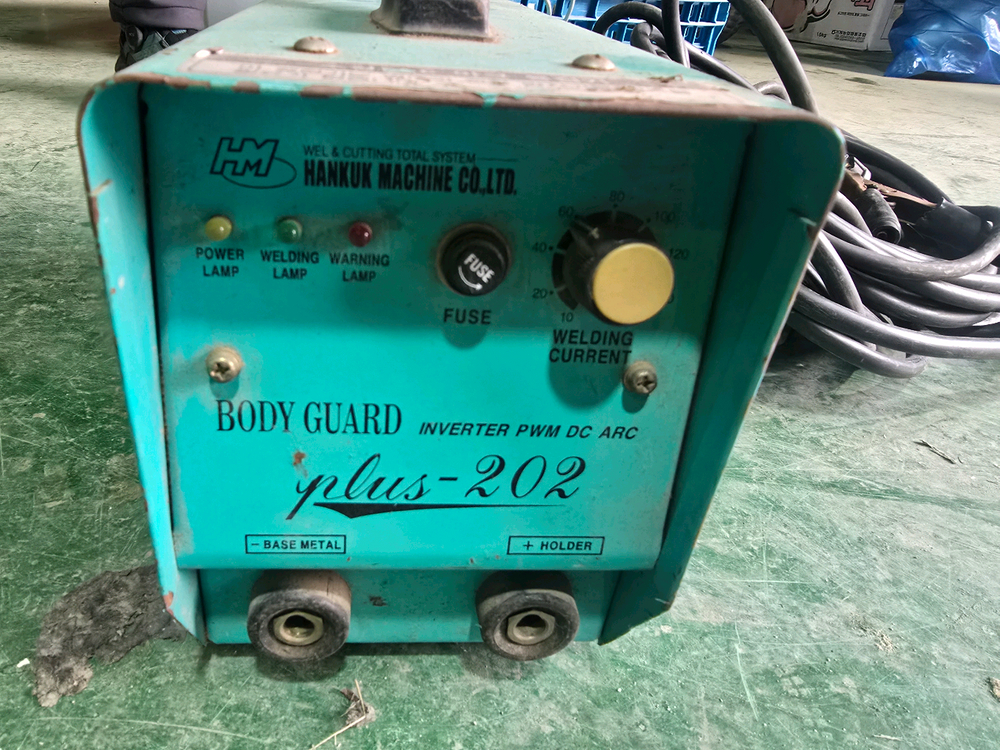 HM
WEL & CUTTING TOTAL SYSTEM
HANKUK MACHINE CO.,LTD.
POWER LAMP
WELDING LAMP
WARNING LAMP
FUSE
FUSE
10
20
40
60
80
100
120
WELDING
CURRENT
BODY GUARD INVERTER PWM DC ARC
plus-202
- BASE METAL
+ HOLDER